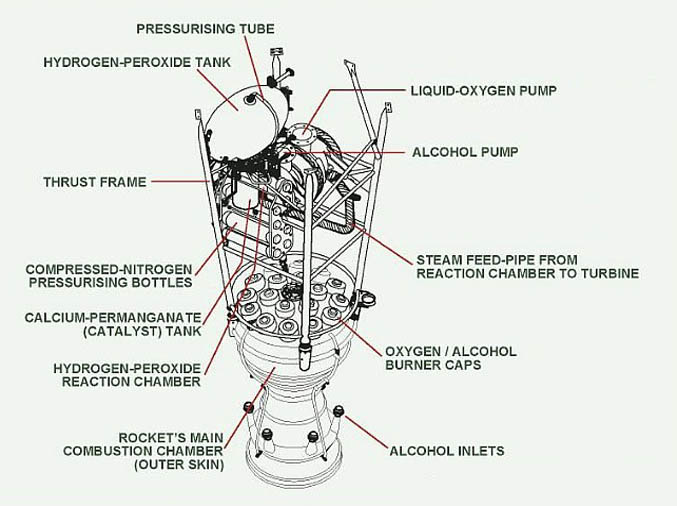 PRESSURISING TUBE
HYDROGEN-PEROXIDE TANK
LIQUID-OXYGEN PUMP
ALCOHOL PUMP
THRUST FRAME
STEAM FEED-PIPE FROM
REACTION CHAMBER TO TURBINE
COMPRESSED-NITROGEN
PRESSURISING BOTTLES
CALCIUM-PERMANGANATE
(CATALYST) TANK
OXYGEN / ALCOHOL
BURNER CAPS
HYDROGEN-PEROXIDE
REACTION CHAMBER
ROCKET'S MAIN
COMBUSTION CHAMBER
(OUTER SKIN)
ALCOHOL INLETS